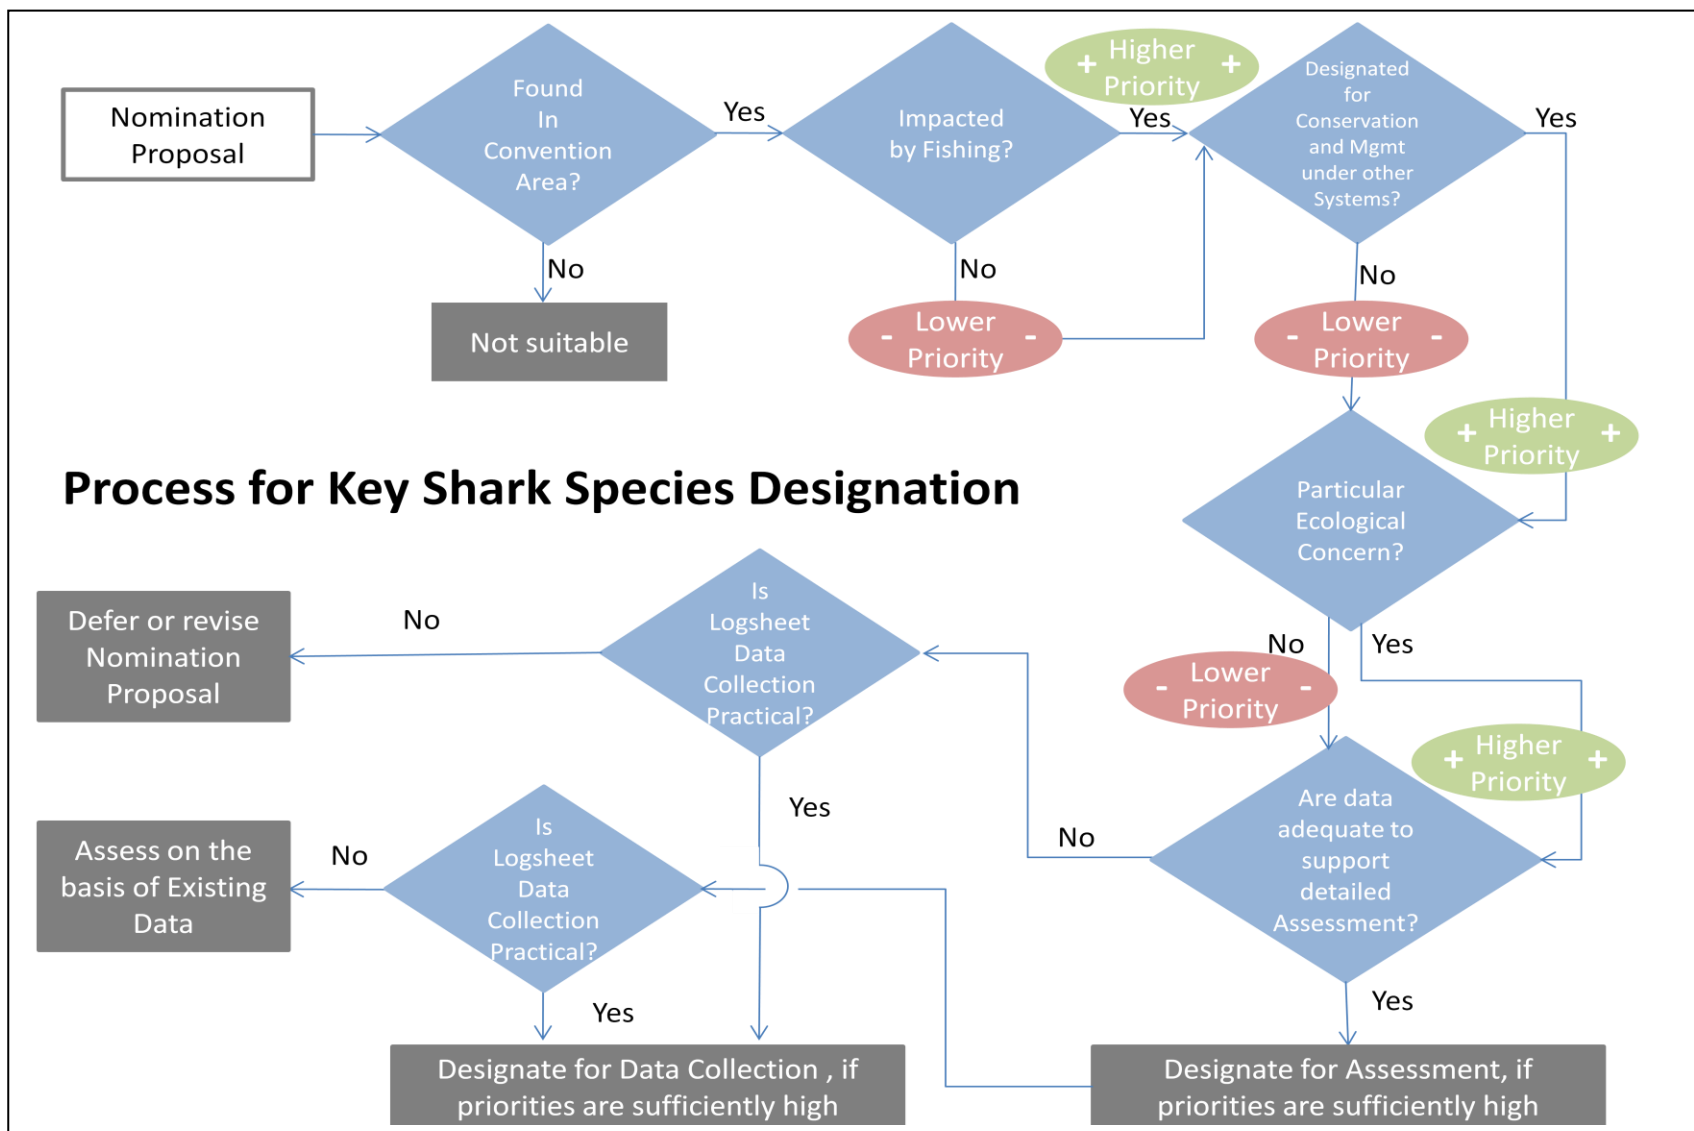 Nomination
Proposal
Found
In
Convention
Area?
Yes
No
Not suitable
Impacted
by Fishing?
+ Higher +
Priority
Yes
No
- Lower -
Priority
Designated
for
Conservation
and Mgmt
under other
Systems?
Yes
No
- Lower -
Priority
+ Higher +
Priority
Process for Key Shark Species Designation
Particular
Ecological
Concern?
No
Yes
- Lower -
Priority
+ Higher +
Priority
Are data
adequate to
support
detailed
Assessment?
No
Yes
Is
Logsheet
Data
Collection
Practical?
No
Yes
Defer or revise
Nomination
Proposal
Is
Logsheet
Data
Collection
Practical?
No
Yes
Assess on the
basis of Existing
Data
Designate for Data Collection , if
priorities are sufficiently high
Designate for Assessment, if
priorities are sufficiently high